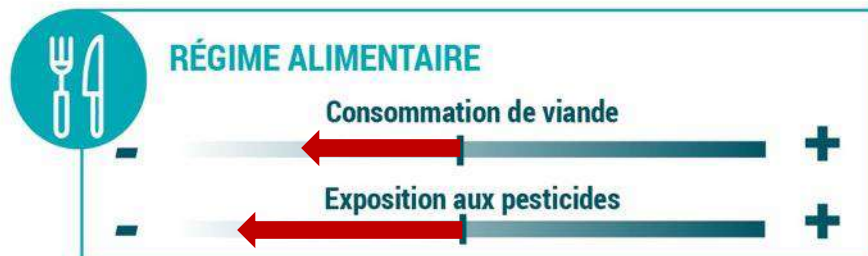 RÉGIME ALIMENTAIRE
Consommation de viande
- +
Exposition aux pesticides
- +